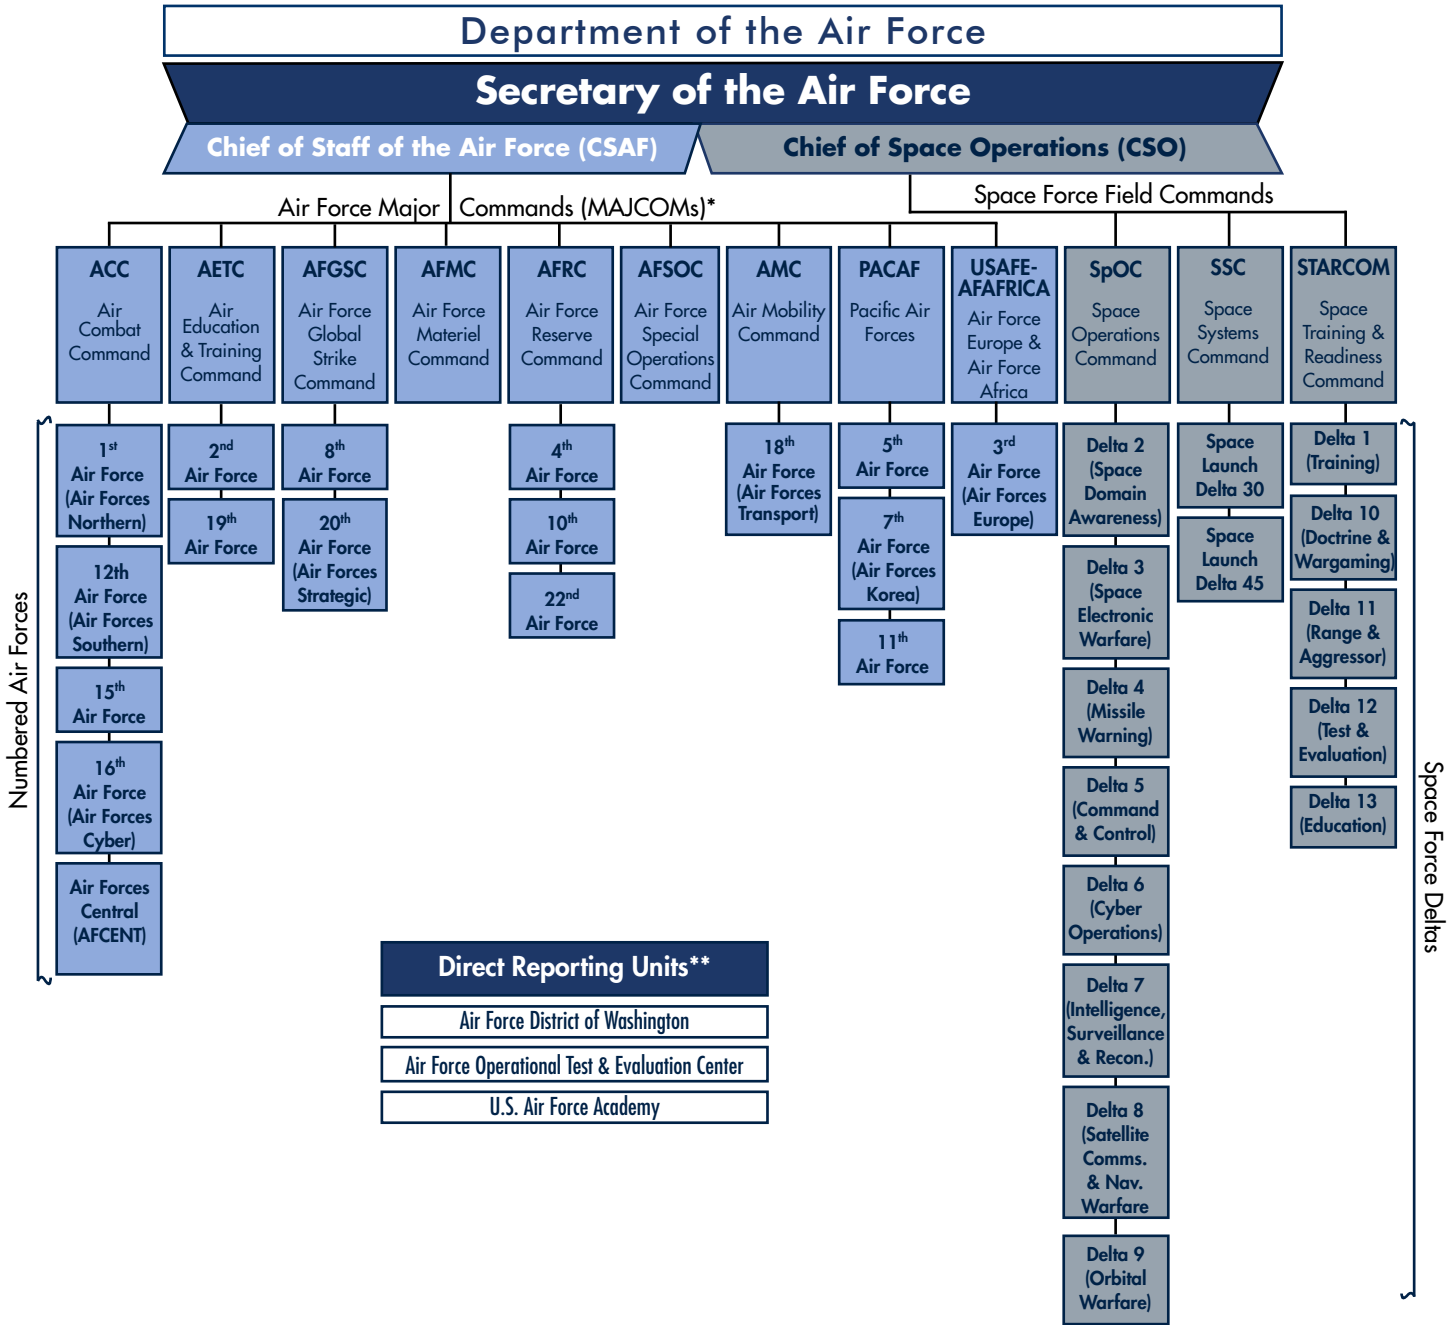 Department of the Air Force
Secretary of the Air Force
Chief of Staff of the Air Force (CSAF)
Chief of Space Operations (CSO)
Air Force Major Commands (MAJCOMs)*
Space Force Field Commands
ACC
Air
Combat
Command
AETC
Air
Education
& Training
Command
AFGSC
Air Force
Global
Strike
Command
AFMC
Air Force
Materiel
Command
AFRC
Air Force
Reserve
Command
AFSOC
Air Force
Special
Operations
Command
AMC
Air Mobility
Command
PACAF
Pacific Air
Forces
USAFE-
AFAFRICA
Air Force
Europe &
Air Force
Africa
SpOC
Space
Operations
Command
SSC
Space
Systems
Command
STARCOM
Space
Training &
Readiness
Command
Numbered Air Forces
1st
Air Force
(Air Forces
Northern)
12th
Air Force
(Air Forces
Southern)
15th
Air Force
16th
Air Force
(Air Forces
Cyber)
Air Forces
Central
(AFCENT)
2nd
Air Force
19th
Air Force
8th
Air Force
20th
Air Force
(Air Forces
Strategic)
4th
Air Force
10th
Air Force
22nd
Air Force
18th
Air Force
(Air Forces
Transport)
5th
Air Force
7th
Air Force
(Air Forces
Korea)
11th
Air Force
3rd
Air Force
(Air Forces
Europe)
Delta 2
(Space
Domain
Awareness)
Delta 3
(Space
Electronic
Warfare)
Delta 4
(Missile
Warning)
Delta 5
(Command
& Control)
Delta 6
(Cyber
Operations)
Delta 7
(Intelligence,
Surveillance
& Recon.)
Delta 8
(Satellite
Comms.
& Nav.
Warfare
Delta 9
(Orbital
Warfare)
Space
Launch
Delta 30
Space
Launch
Delta 45
Delta 1
(Training)
Delta 10
(Doctrine &
Wargaming)
Delta 11
(Range &
Aggressor)
Delta 12
(Test &
Evaluation)
Delta 13
(Education)
Space Force Deltas
Direct Reporting Units**
Air Force District of Washington
Air Force Operational Test & Evaluation Center
U.S. Air Force Academy